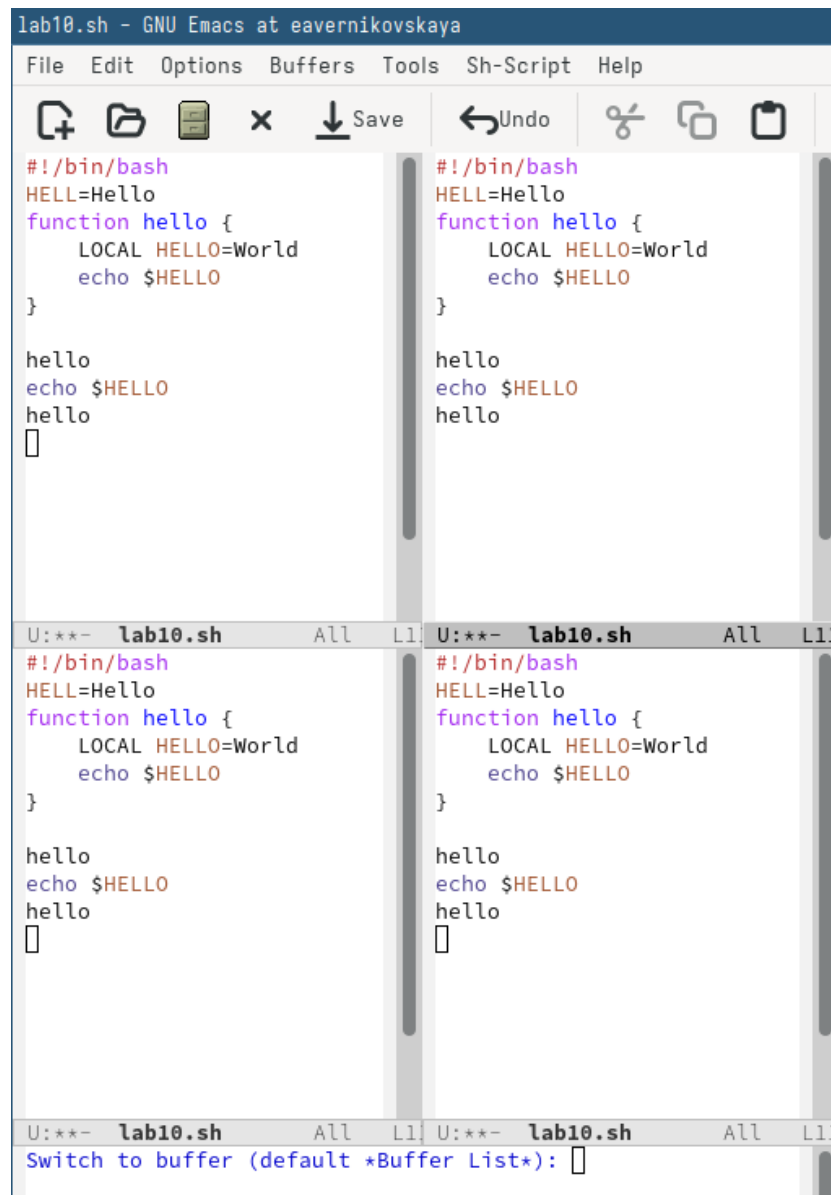 lab10.sh - GNU Emacs at eavernikovskaya
File Edit Options Buffers Tools Sh-Script Help
Save Undo
#!/bin/bash
HELL=Hello
function hello {
    LOCAL HELLO=World
    echo $HELLO
}
hello
echo $HELLO
hello
U:**- lab10.sh All L11
#!/bin/bash
HELL=Hello
function hello {
    LOCAL HELLO=World
    echo $HELLO
}
hello
echo $HELLO
hello
U:**- lab10.sh All L11
#!/bin/bash
HELL=Hello
function hello {
    LOCAL HELLO=World
    echo $HELLO
}
hello
echo $HELLO
hello
U:**- lab10.sh All L11
#!/bin/bash
HELL=Hello
function hello {
    LOCAL HELLO=World
    echo $HELLO
}
hello
echo $HELLO
hello
U:**- lab10.sh All L11
Switch to buffer (default *Buffer List*):